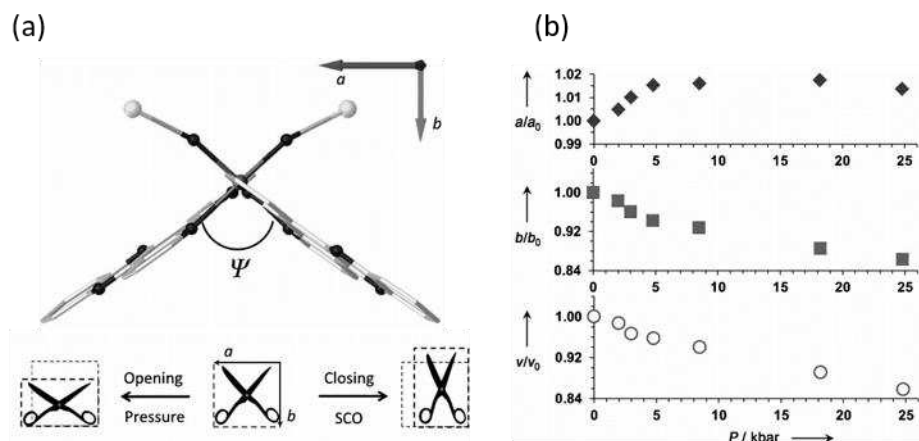 (a)
a
b
Ψ
a
Opening
Closing
Pressure
b
SCO
(b)
1.02
a/a0
1.01
1.00
0.99
0 5 10 15 20 25
1.00
b/b0
0.92
0.84
0 5 10 15 20 25
1.00
v/v0
0.92
0.84
0 5 10 15 20 25
P / kbar